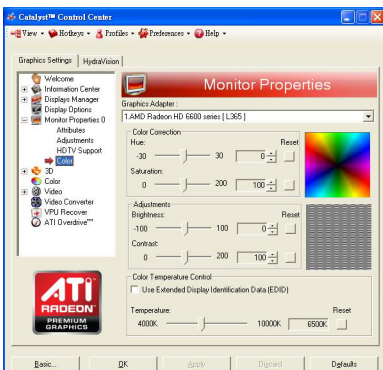 Catalyst™ Control Center
View Hotkeys Profiles Preferences Help
Graphics Settings HydraVision
Welcome
Information Center
Displays Manager
Display Options
Monitor Properties 0
Attributes
Adjustments
HDTV Support
Color
3D
Color
Video
Video Converter
VPU Recover
ATI Overdrive™
ATI
RADEON
PREMIUM
GRAPHICS
Monitor Properties
Graphics Adapter :
1.AMD Radeon HD 6600 series [ L365 ]
Color Correction
Hue: Reset
-30 30 0
Saturation:
0 200 100
Adjustments
Brightness: Reset
-100 100 0
Contrast:
0 200 100
Color Temperature Control
Use Extended Display Identification Data (EDID)
Temperature: Reset
4000K 10000K 6500K
Basic... OK Apply Discard Defaults